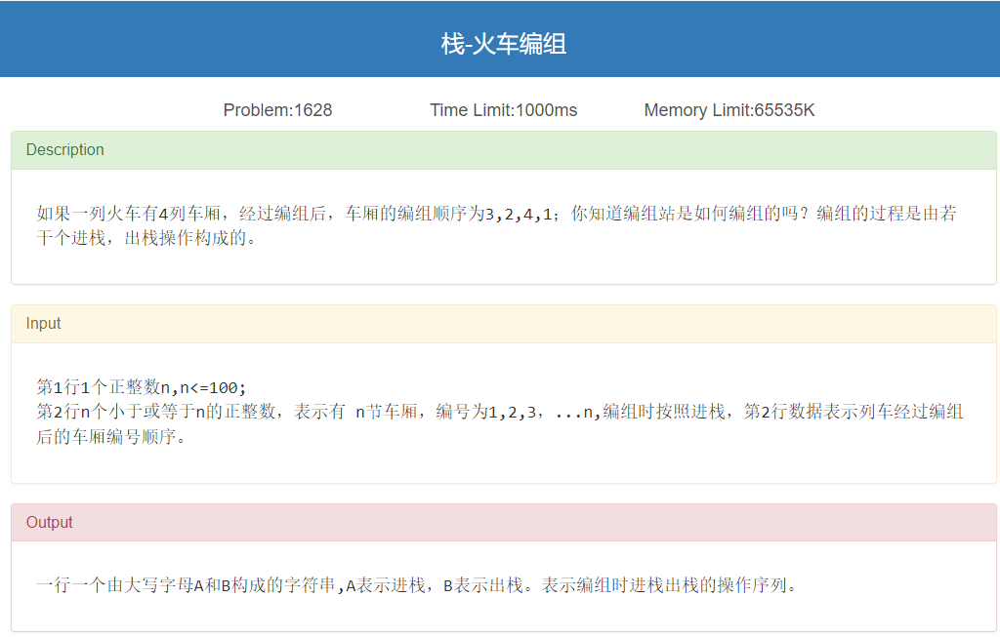 栈-火车编组
Problem:1628 Time Limit:1000ms Memory Limit:65535K
Description
如果一列火车有4列车厢，经过编组后，车厢的编组顺序为3,2,4,1；你知道编组站是如何编组的吗？编组的过程是由若
干个进栈，出栈操作构成的。
Input
第1行1个正整数n,n<=100;
第2行n个小于或等于n的正整数，表示有 n节车厢，编号为1,2,3，...n,编组时按照进栈，第2行数据表示列车经过编组
后的车厢编号顺序。
Output
一行一个由大写字母A和B构成的字符串,A表示进栈，B表示出栈。表示编组时进栈出栈的操作序列。